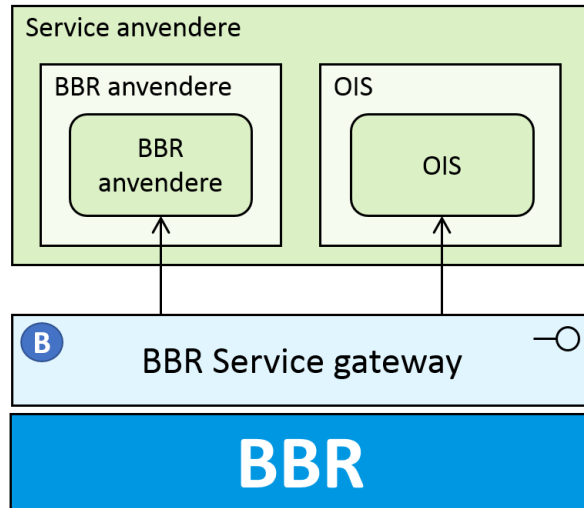 Service anvendere
BBR anvendere
OIS
BBR
anvendere
OIS
B
BBR Service gateway
BBR